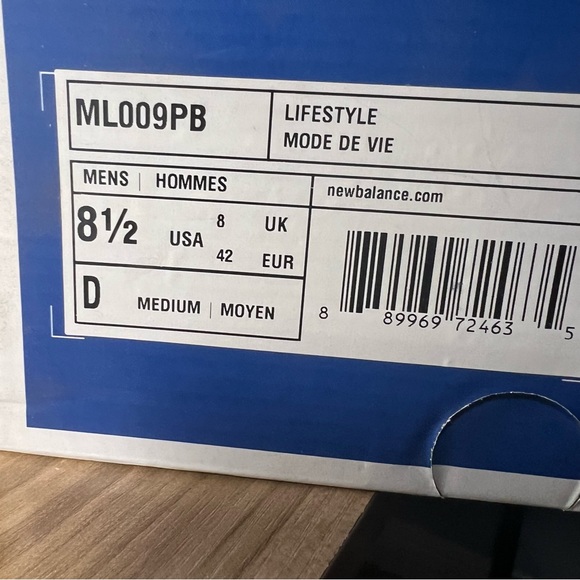 ML009PB
LIFESTYLE
MODE DE VIE
MENS | HOMMES
newbalance.com
8½ USA 8 UK
42 EUR
D MEDIUM | MOYEN
8 89969 72463 5